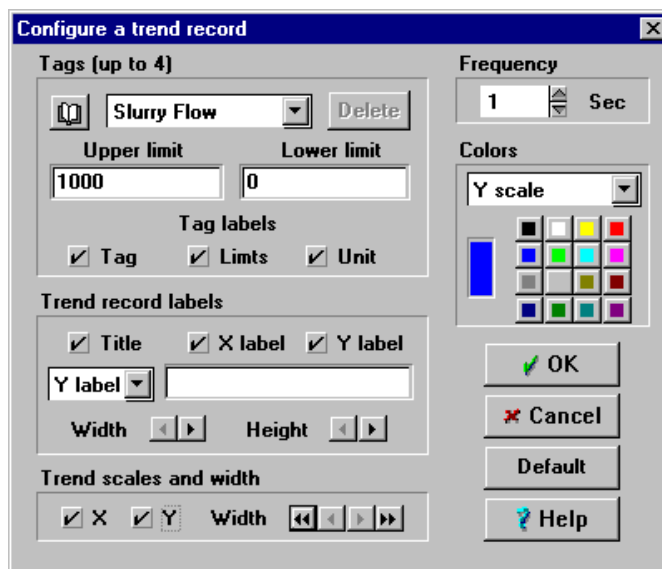 Configure a trend record
Tags (up to 4)
Slurry Flow
Delete
Upper limit
Lower limit
1000
0
Tag labels
Tag
Limts
Unit
Trend record labels
Title
X label
Y label
Y label
Width
Height
Trend scales and width
X
Y
Width
Frequency
1
Sec
Colors
Y scale
OK
Cancel
Default
Help